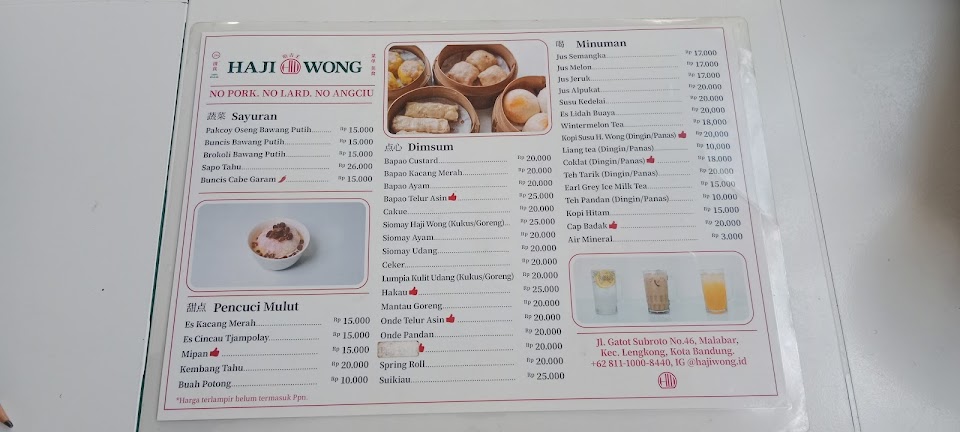 HAJI WONG
NO PORK. NO LARD. NO ANGCIU
蔬菜 Sayuran
Pakcoy Oseng Bawang Putih Rp 15.000
Buncis Bawang Putih Rp 15.000
Brokoli Bawang Putih Rp 15.000
Sapo Tahu Rp 26.000
Buncis Cabe Garam Rp 15.000
甜点 Pencuci Mulut
Es Kacang Merah Rp 15.000
Es Cincau Tjampolay Rp 15.000
Mipan Rp 15.000
Kembang Tahu Rp 20.000
Buah Potong Rp 10.000
*Harga terlampir belum termasuk Ppn.
点心 Dimsum
Bapao Custard Rp 20.000
Bapao Kacang Merah Rp 20.000
Bapao Ayam Rp 20.000
Bapao Telur Asin Rp 25.000
Cakue Rp 20.000
Siomay Haji Wong (Kukus/Goreng) Rp 25.000
Siomay Ayam Rp 20.000
Siomay Udang Rp 20.000
Ceker Rp 20.000
Lumpia Kulit Udang (Kukus/Goreng) Rp 20.000
Hakau Rp 25.000
Mantau Goreng Rp 20.000
Onde Telur Asin Rp 20.000
Onde Pandan Rp 20.000
Rp 20.000
Spring Roll Rp 20.000
Suikiau Rp 25.000
喝 Minuman
Jus Semangka Rp 17.000
Jus Melon Rp 17.000
Jus Jeruk Rp 17.000
Jus Alpukat Rp 20.000
Susu Kedelai Rp 20.000
Es Lidah Buaya Rp 20.000
Wintermelon Tea Rp 18,000
Kopi Susu H. Wong (Dingin/Panas) Rp 20,000
Liang tea (Dingin/Panas) Rp 10,000
Coklat (Dingin/Panas) Rp 18.000
Teh Tarik (Dingin/Panas) Rp 20.000
Earl Grey Ice Milk Tea Rp 15.000
Teh Pandan (Dingin/Panas) Rp 10.000
Kopi Hitam Rp 15.000
Cap Badak Rp 20.000
Air Mineral Rp 3.000
Jl. Gatot Subroto No.46, Malabar,
Kec. Lengkong, Kota Bandung.
+62 811-1000-8440, IG @hajiwong.id